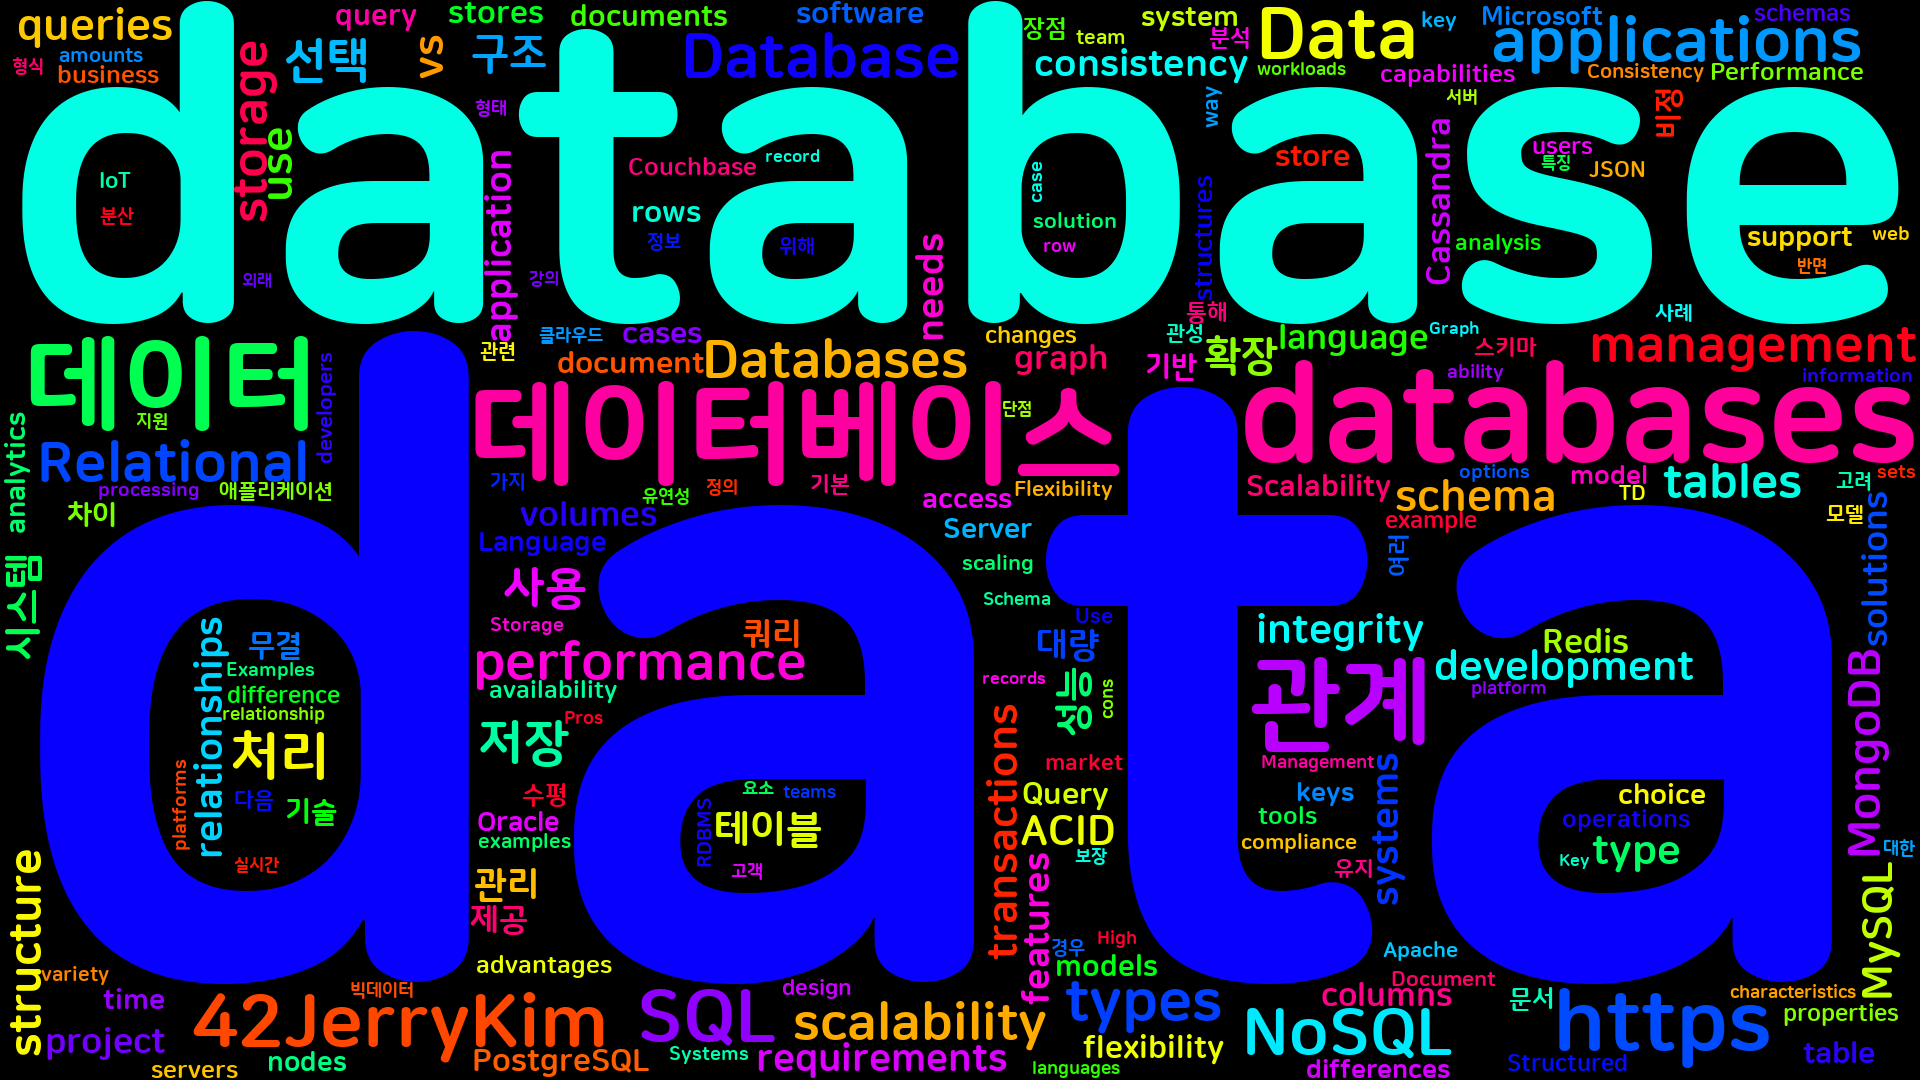 queries
amounts
형식
business
query
stores
documents
software
선택
vs
구조
Database
장점
team
system
분석
Data
key
Microsoft
schemas
applications
consistency
workloads
capabilities
Consistency
Performance
storage
use
형태
way
서버
비정
database
IoT
분산
Couchbase
record
rows
정보
위해
case
solution
row
store
structures
Cassandra
users
특징
JSON
analysis
support
web
반면
외래
강의
application
needs
클라우드
cases
changes
통해
관성
language
Graph
사례
management
데이터
지원
developers
관련
document
Databases
graph
기반
확장
스키마
ability
information
데이터베이스
단점
databases
analytics
Relational
processing
애플리케이션
차이
가지
유연성
정의
기본
access
Flexibility
Scalability
options
schema
model
TD
tables
고려
sets
모델
volumes
Language
Server
example
여러
solutions
시스템
scaling
사용
Schema
Storage
Use
쿼리
대량
integrity
Redis
data
relationships
무결
Examples
difference
relationship
처리
platforms
다음
기술
실시간
performance
availability
records
성능
cons
관계
development
platform
MongoDB
저장
Pros
transactions
market
Management
systems
수평
요소
teams
Query
keys
choice
Oracle
RDBMS
테이블
ACID
tools
operations
examples
고객
보장
compliance
Key
type
대한
structure
관리
제공
features
유지
MySQL
경우
High
Apache
advantages
models
Document
variety
time
빅데이터
design
types
columns
문서
characteristics
project
42JerryKim
SQL
scalability
NoSQL
https
properties
servers
nodes
PostgreSQL
Systems
requirements
flexibility
languages
differences
Structured
table